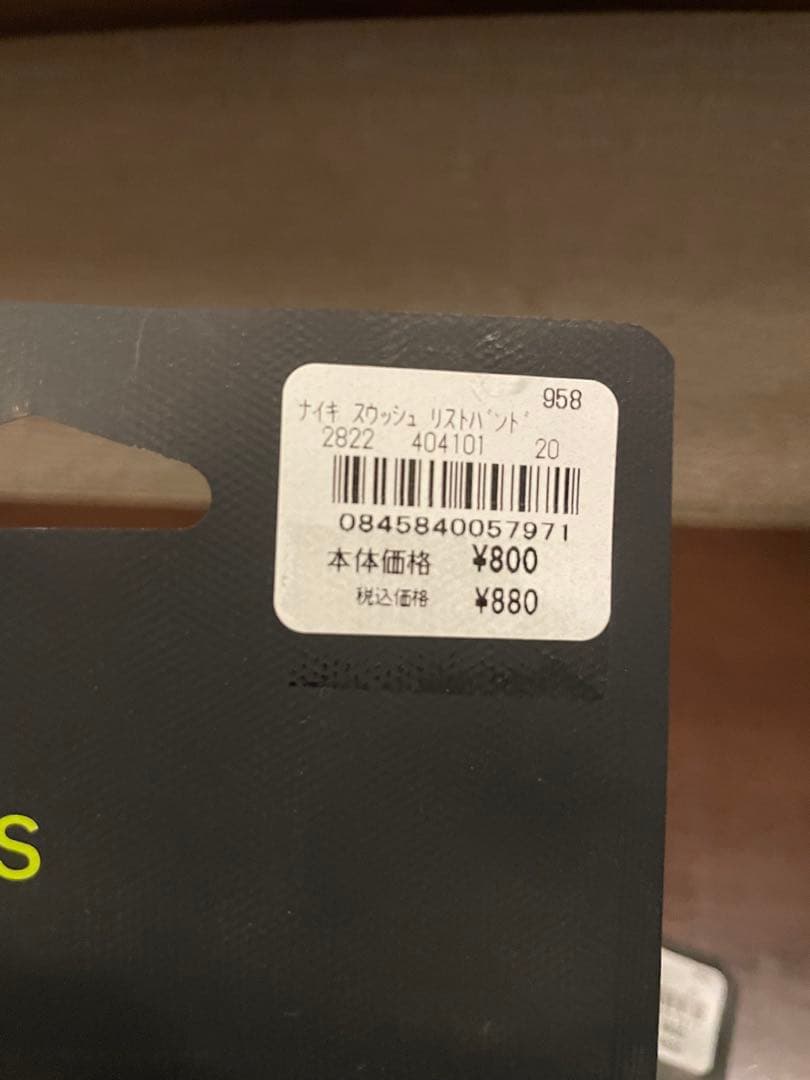 958
ナイキ スウッシュ リストバンド
2822 404101 20
0845840057971
本体価格 ¥800
税込価格 ¥880
s